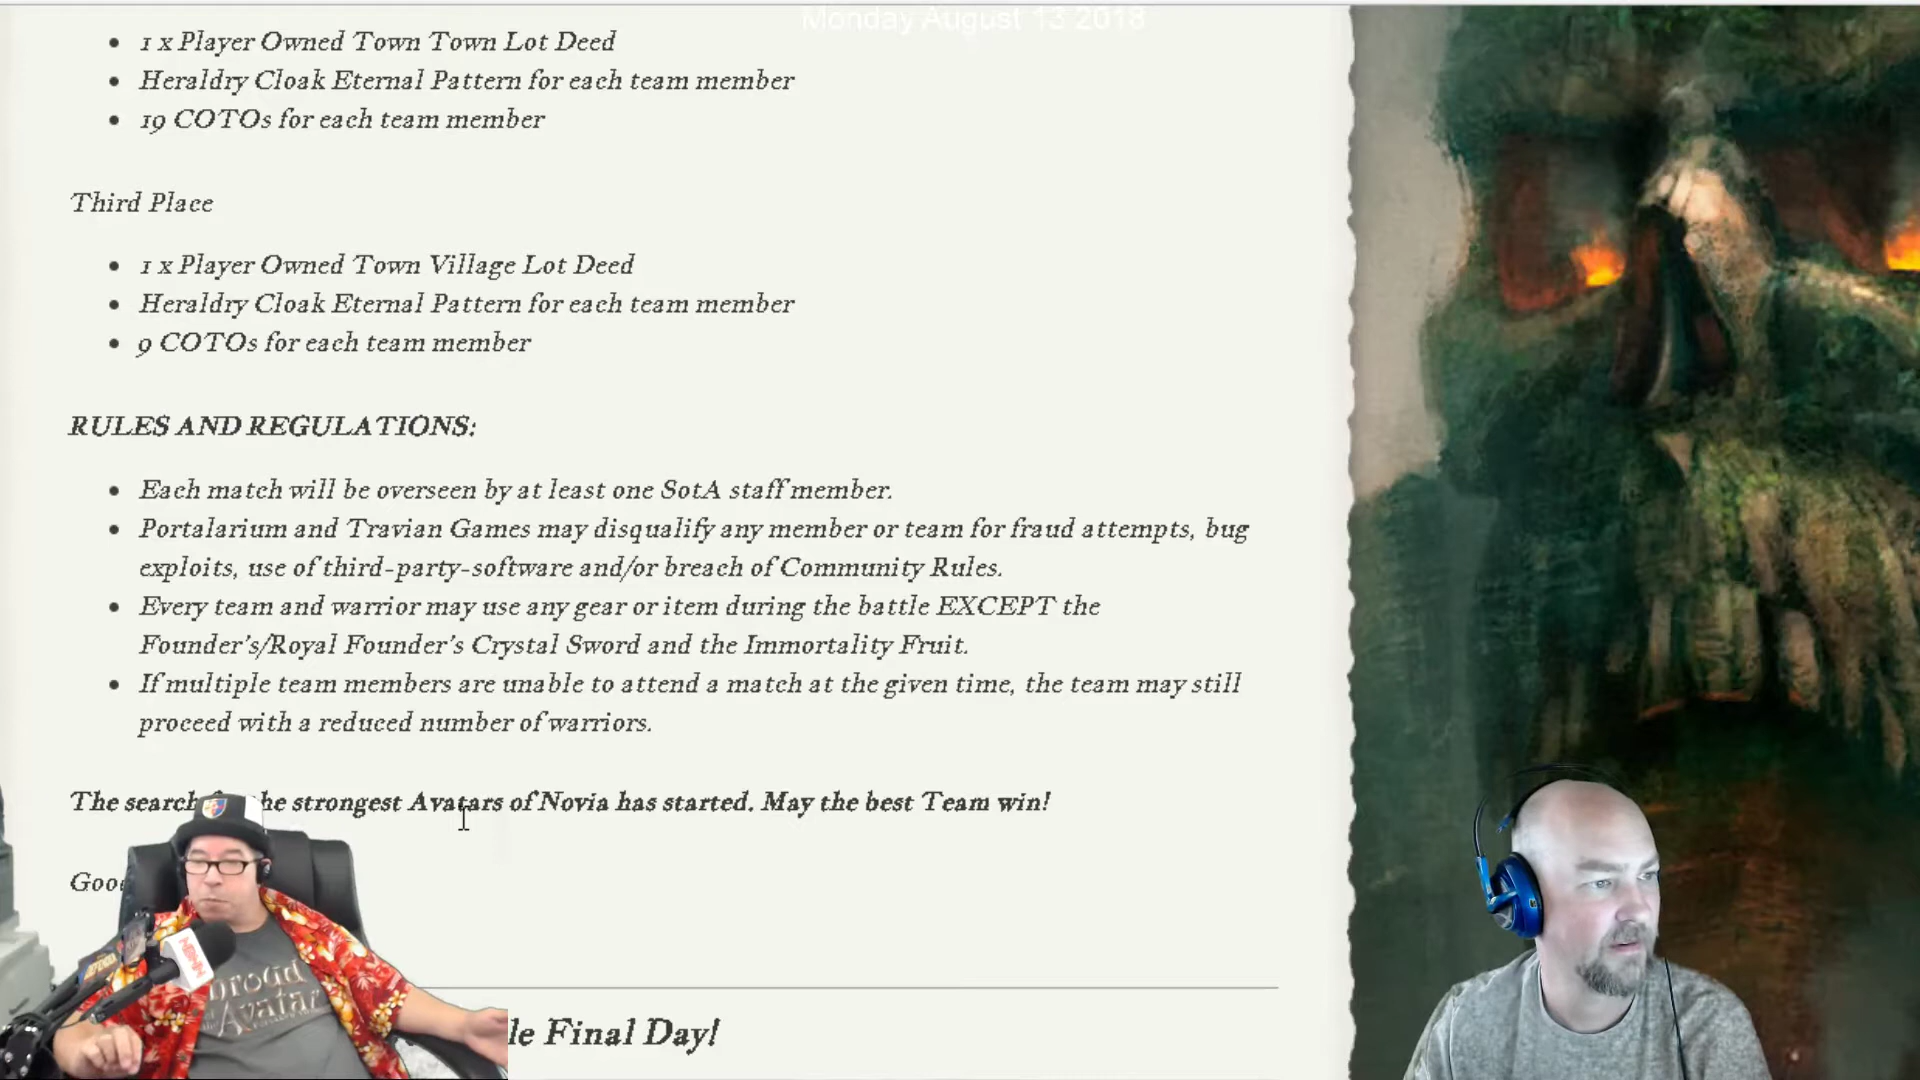 Monday August 13 2018
1 x Player Owned Town Town Lot Deed
Heraldry Cloak Eternal Pattern for each team member
19 COTOs for each team member
Third Place
1 x Player Owned Town Village Lot Deed
Heraldry Cloak Eternal Pattern for each team member
9 COTOs for each team member
RULES AND REGULATIONS:
Each match will be overseen by at least one SotA staff member.
Portalarium and Travian Games may disqualify any member or team for fraud attempts, bug
exploits, use of third-party-software and/or breach of Community Rules.
Every team and warrior may use any gear or item during the battle EXCEPT the
Founder's/Royal Founder's Crystal Sword and the Immortality Fruit.
If multiple team members are unable to attend a match at the given time, the team may still
proceed with a reduced number of warriors.
The search the strongest Avatars of Novia has started. May the best Team win!
Final Day!